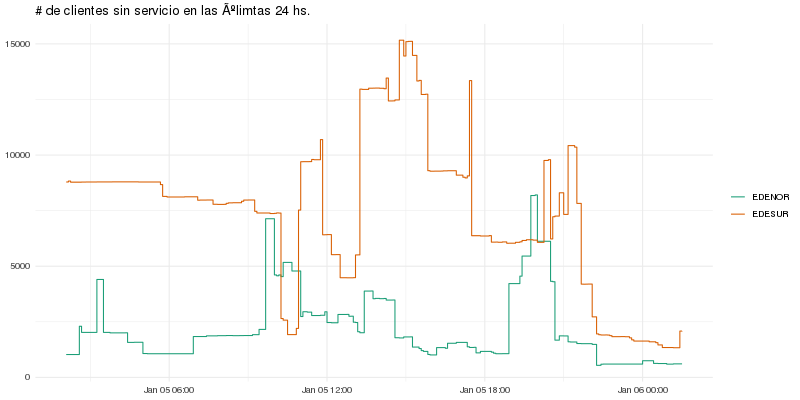 # de clientes sin servicio en las Ãºlimtas 24 hs.
15000
10000
5000
0
Jan 05 06:00
Jan 05 12:00
Jan 05 18:00
Jan 06 00:00
EDENOR
EDESUR